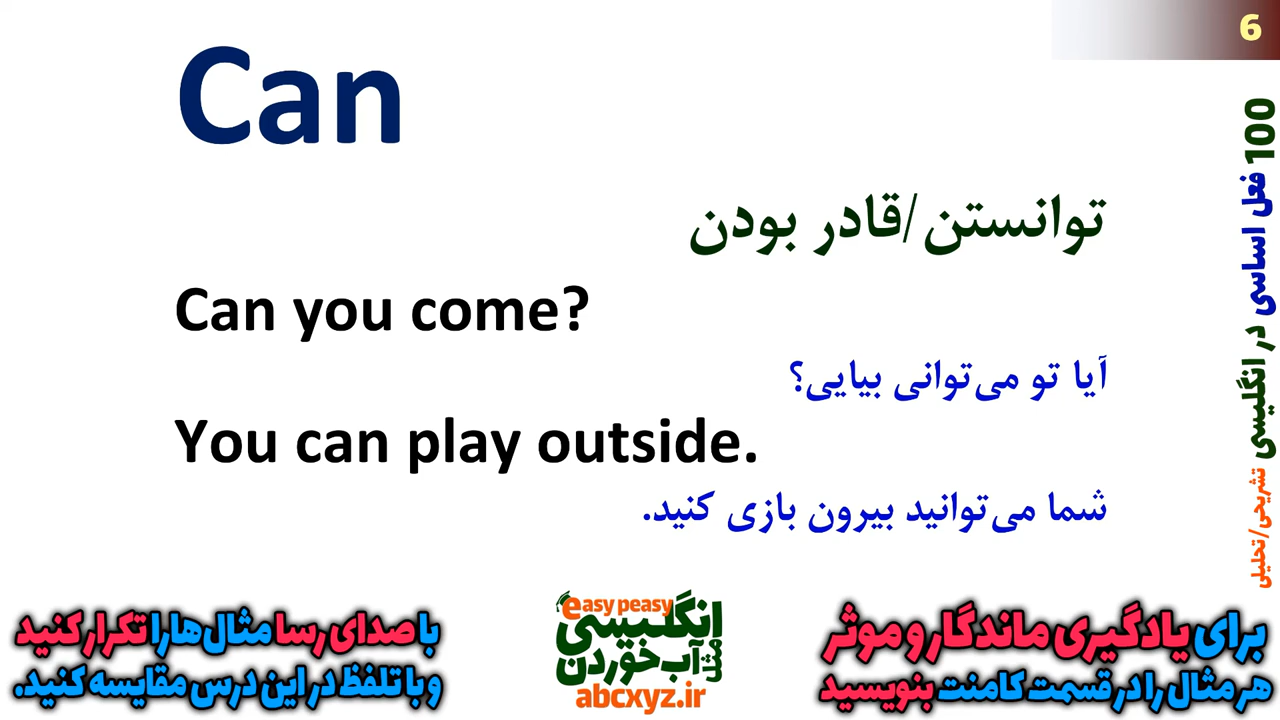 6
Can
توانستن/قادر بودن
Can you come?
آیا تو می‌توانی بیایی؟
You can play outside.
شما می‌توانید بیرون بازی کنید.
100 فعل اساسی در انگلیسی تشریحی/تحلیلی
برای یادگیری ماندگار و موثر
هر مثال را در قسمت کامنت بنویسید
easy peasy
انگلیسی
مثل آب خوردن
abcxyz.ir
با صدای رسا مثال‌ها را تکرار کنید
و با تلفظ در این درس مقایسه کنید.